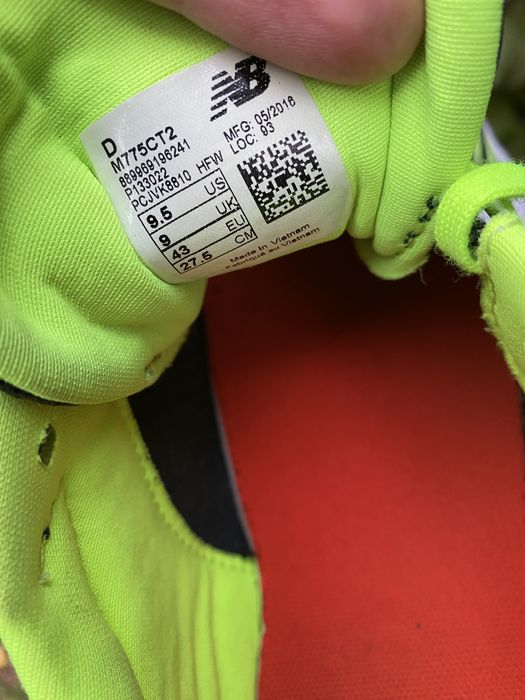 NB
D
M775CT2
889969196241
P133022
PCJVK8810 HFW
MFG: 05/2016
LOC: 93
9.5 US
9 UK
43 EU
27.5 CM
Made in Vietnam
Fabriqué au Vietnam